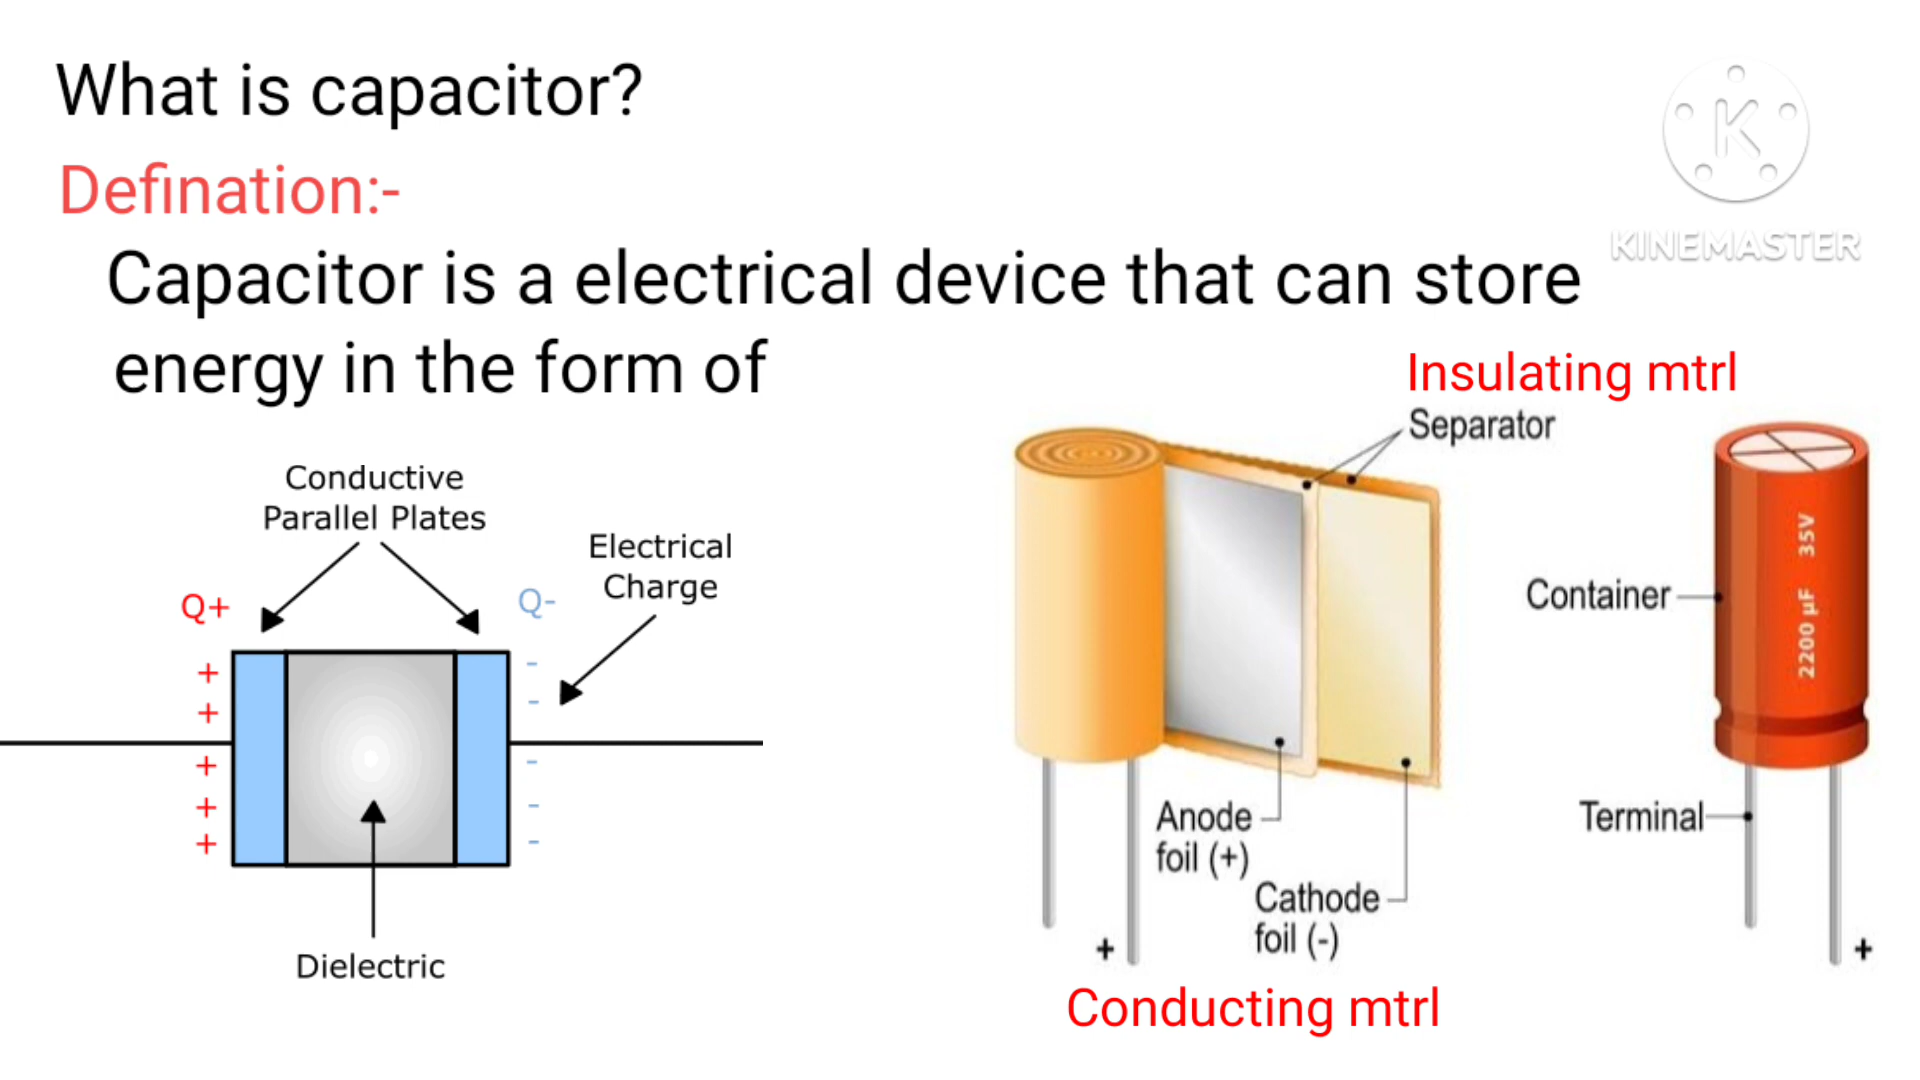 What is capacitor?
Defination:-
Capacitor is a electrical device that can store
energy in the form of
K
KINEMASTER
Conductive
Parallel Plates
Electrical
Charge
Q+
Q-
+
+
+
+
+
-
-
-
-
-
Dielectric
Insulating mtrl
Separator
Container
35V
2200 µF
Terminal
Anode
foil (+)
Cathode
foil (-)
+
+
Conducting mtrl